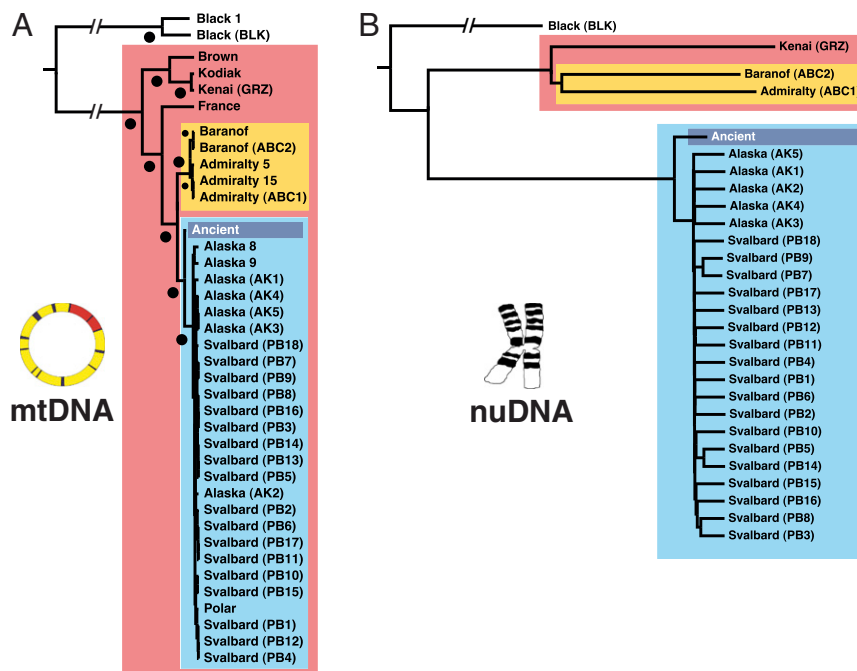 A
Black 1
Black (BLK)
Brown
Kodiak
Kenai (GRZ)
France
Baranof
Baranof (ABC2)
Admiralty 5
Admiralty 15
Admiralty (ABC1)
Ancient
Alaska 8
Alaska 9
Alaska (AK1)
Alaska (AK4)
Alaska (AK5)
Alaska (AK3)
Svalbard (PB18)
Svalbard (PB7)
Svalbard (PB9)
Svalbard (PB8)
Svalbard (PB16)
Svalbard (PB3)
Svalbard (PB14)
Svalbard (PB13)
Svalbard (PB5)
Alaska (AK2)
Svalbard (PB2)
Svalbard (PB6)
Svalbard (PB17)
Svalbard (PB11)
Svalbard (PB10)
Svalbard (PB15)
Polar
Svalbard (PB1)
Svalbard (PB12)
Svalbard (PB4)
mtDNA
B
Black (BLK)
Kenai (GRZ)
Baranof (ABC2)
Admiralty (ABC1
Ancient
Alaska (AK5)
Alaska (AK1)
Alaska (AK2)
Alaska (AK4)
Alaska (AK3)
Svalbard (PB18)
Svalbard (PB9)
Svalbard (PB7)
Svalbard (PB17)
Svalbard (PB13)
Svalbard (PB12)
Svalbard (PB11)
Svalbard (PB4)
Svalbard (PB1)
Svalbard (PB6)
Svalbard (PB2)
Svalbard (PB10)
Svalbard (PB5)
Svalbard (PB14)
Svalbard (PB15)
Svalbard (PB16)
Svalbard (PB8)
Svalbard (PB3)
nuDNA